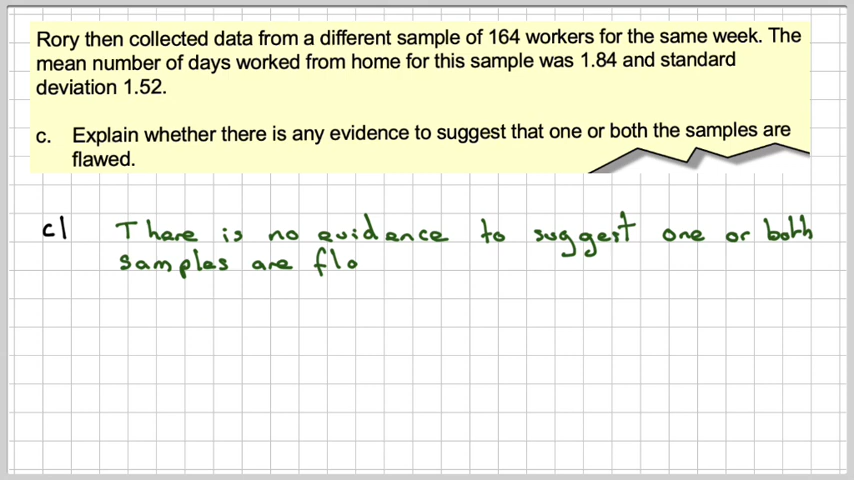 Rory then collected data from a different sample of 164 workers for the same week. The
mean number of days worked from home for this sample was 1.84 and standard
deviation 1.52.
c. Explain whether there is any evidence to suggest that one or both the samples are
flawed.
c) There is no evidence to suggest one or both
samples are flo